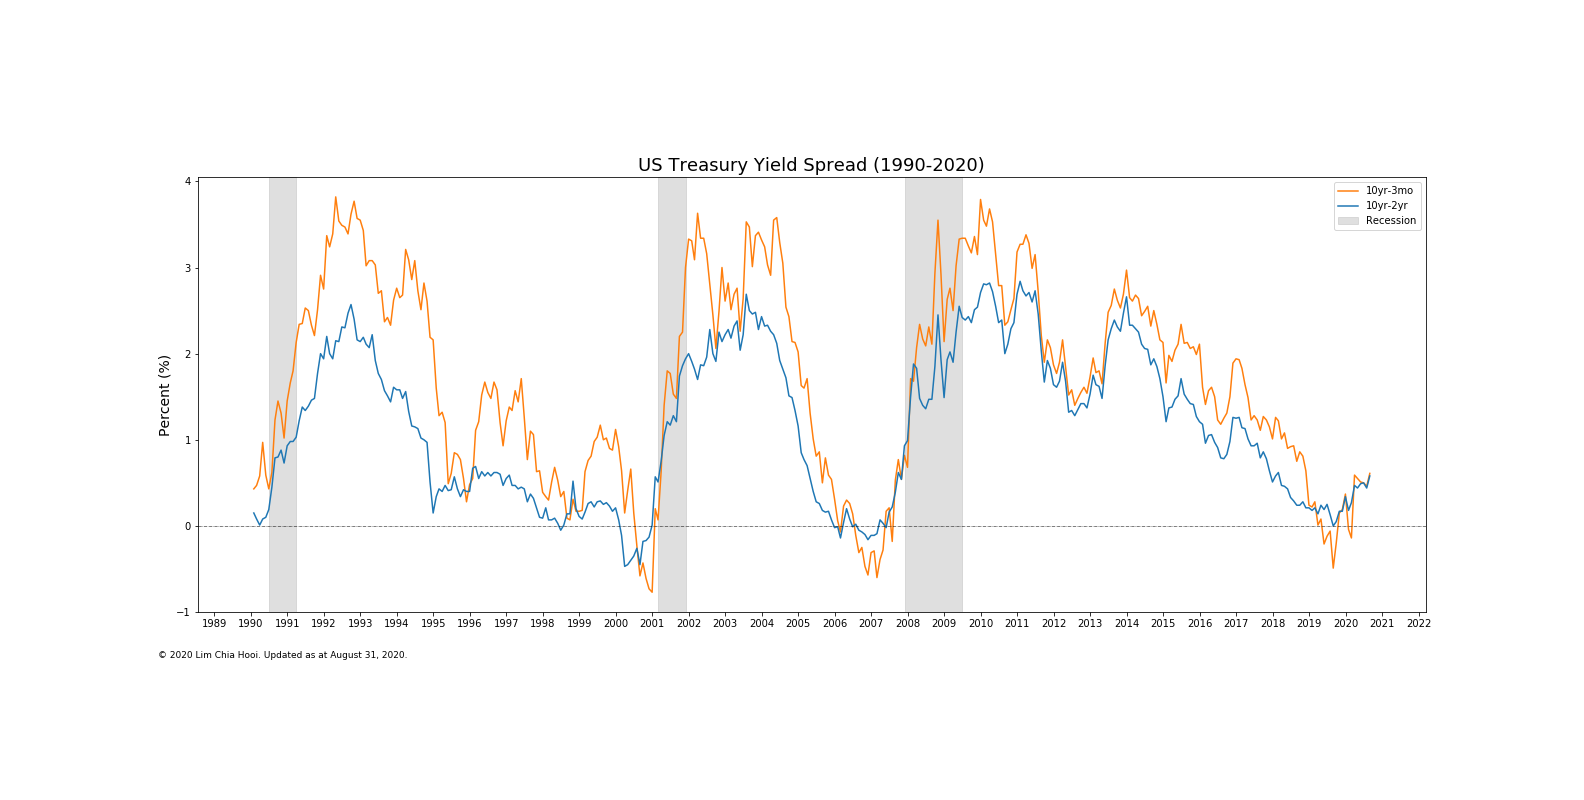 US Treasury Yield Spread (1990-2020)
4
3
2
1
0
−1
Percent (%)
10yr-3mo
10yr-2yr
Recession
1989 1990 1991 1992 1993 1994 1995 1996 1997 1998 1999 2000 2001 2002 2003 2004 2005 2006 2007 2008 2009 2010 2011 2012 2013 2014 2015 2016 2017 2018 2019 2020 2021 2022
© 2020 Lim Chia Hooi. Updated as at August 31, 2020.